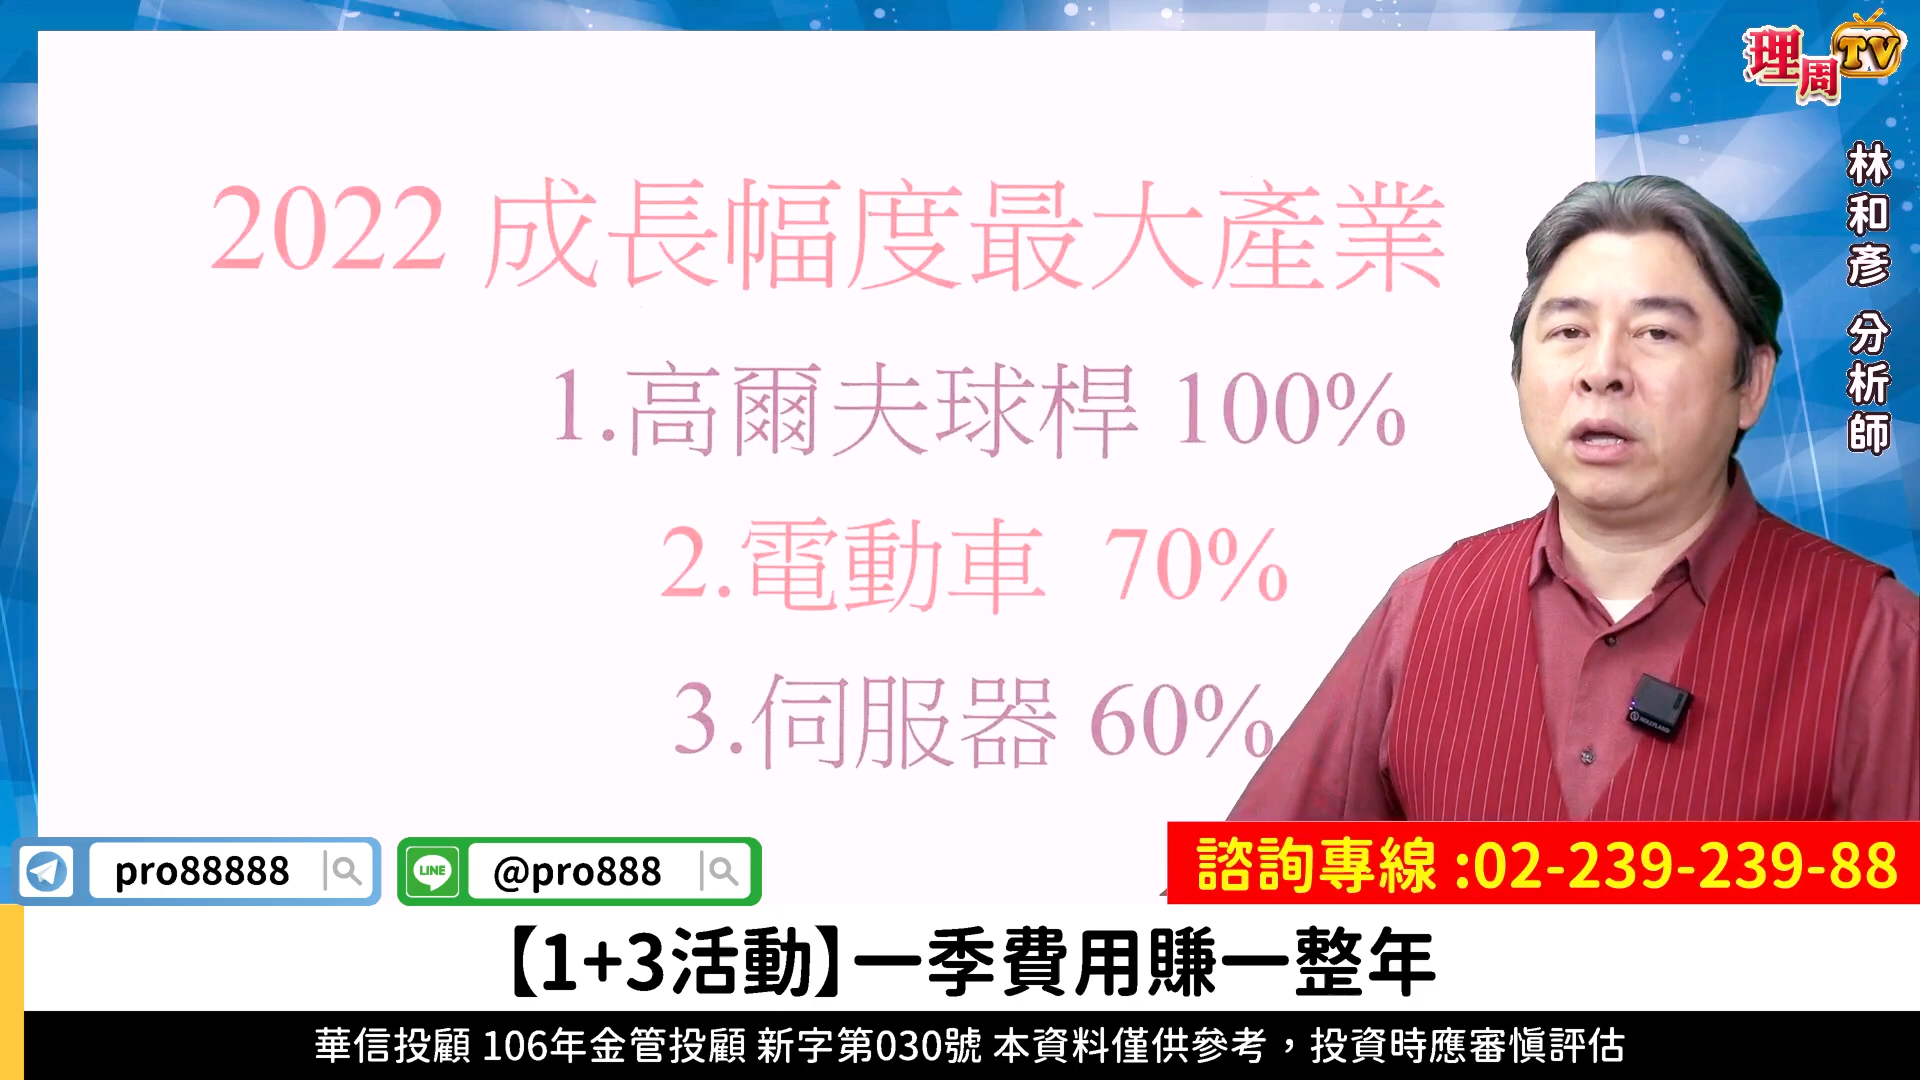 理周TV
林和彥 分析師
2022 成長幅度最大產業
1.高爾夫球桿 100%
2.電動車 70%
3.伺服器 60%
pro88888
LINE
@pro888
諮詢專線 :02-239-239-88
【1+3活動】一季費用賺一整年
華信投顧 106年金管投顧 新字第030號 本資料僅供參考，投資時應審慎評估
HOLLYLAND